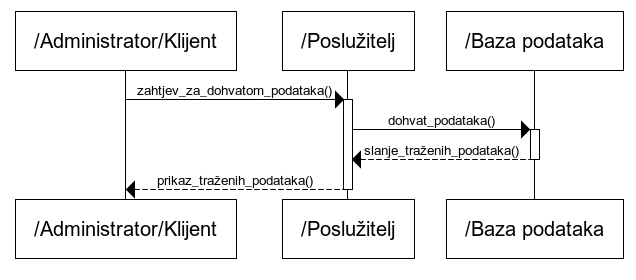 /Administrator/Klijent
/Poslužitelj
/Baza podataka
zahtjev_za_dohvatom_podataka()
dohvat_podataka()
slanje_traženih_podataka()
prikaz_traženih_podataka()
/Administrator/Klijent
/Poslužitelj
/Baza podataka